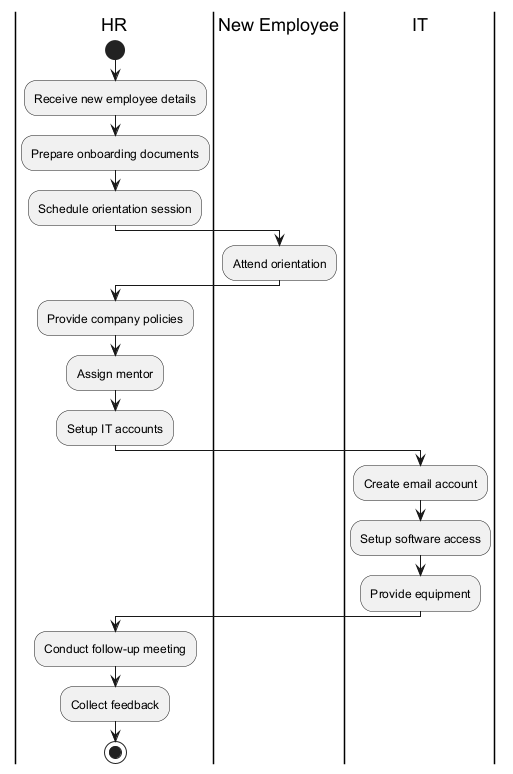 HR
New Employee
IT
Receive new employee details
Prepare onboarding documents
Schedule orientation session
Attend orientation
Provide company policies
Assign mentor
Setup IT accounts
Create email account
Setup software access
Provide equipment
Conduct follow-up meeting
Collect feedback